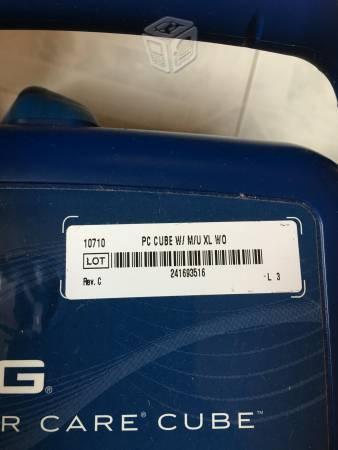 10710 PC CUBE W/ M/U XL WO
LOT
241693516
Rev. C L 3
G®
R CARE® CUBE™